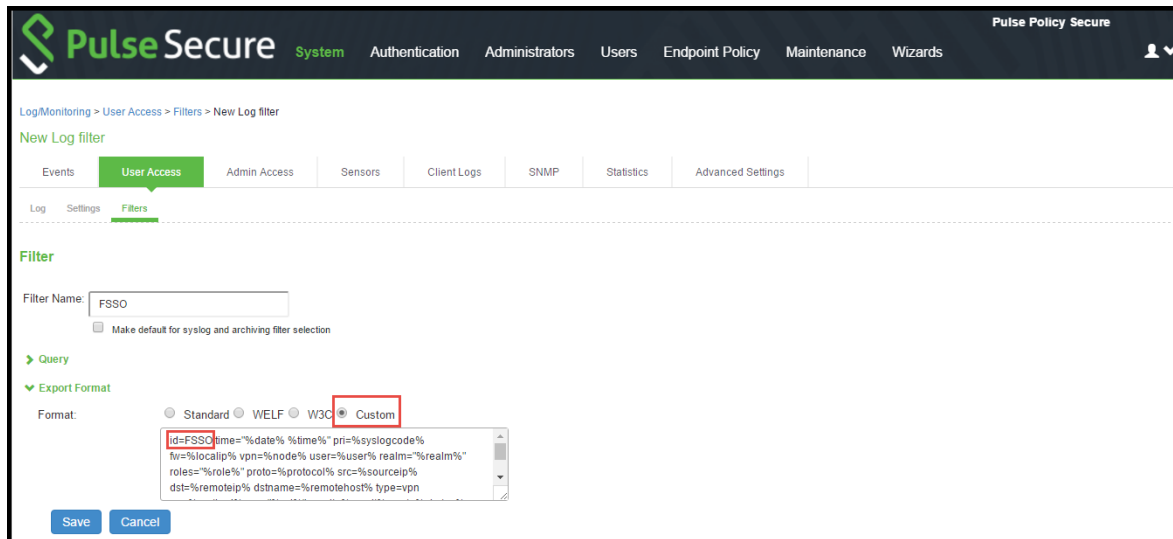 Pulse Policy Secure
Pulse Secure System Authentication Administrators Users Endpoint Policy Maintenance Wizards
Log/Monitoring > User Access > Filters > New Log filter
New Log filter
Events User Access Admin Access Sensors Client Logs SNMP Statistics Advanced Settings
Log Settings Filters
Filter
Filter Name: FSSO
Make default for syslog and archiving filter selection
Query
Export Format
Format: Standard WELF W3C Custom
id=FSSO time="%date% %time%" pri=%syslogcode%
fw=%localip% vpn=%node% user=%user% realm="%realm%"
roles="%role%" proto=%protocol% src=%sourceip%
dst=%remoteip% dstname=%remotehost% type=vpn
Save Cancel